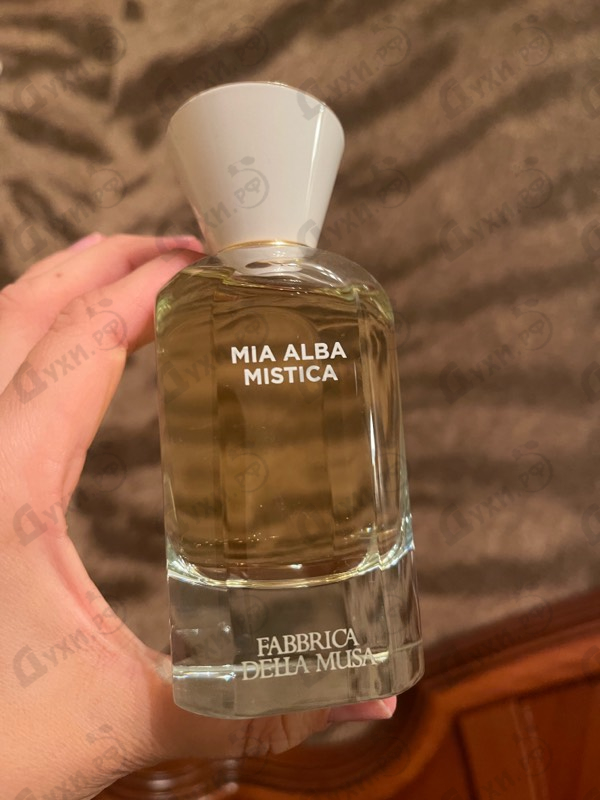 MIA ALBA
MISTICA
FABBRICA
DELLA MUSA
Духи.РФ